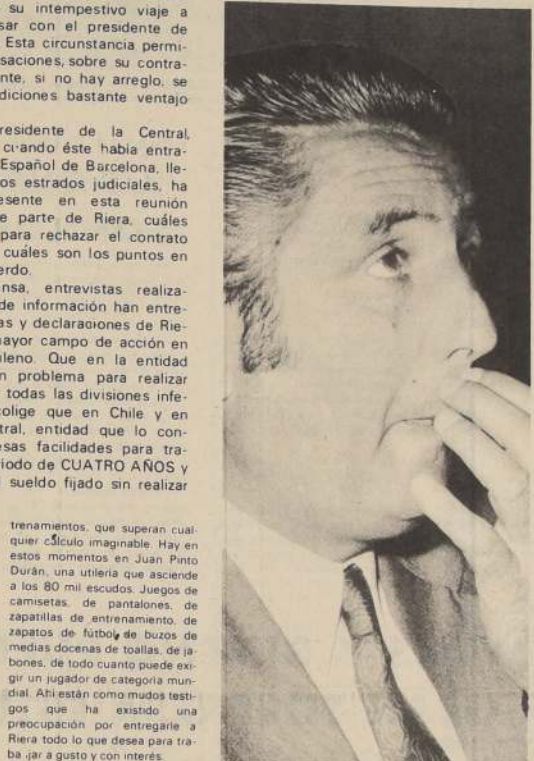 su intempestivo viaje a
sar con el presidente de
Esta circunstancia permi-
saciones, sobre su contra-
nte, si no hay arreglo, se
diciones bastante ventajo
residente de la Central,
cuando éste había entra-
Español de Barcelona, lle-
os estrados judiciales, ha
esente en esta reunión
e parte de Riera, cuáles
para rechazar el contrato
cuáles son los puntos en
erdo.
nsa, entrevistas realiza-
de información han entre-
as y declaraciones de Rie-
mayor campo de acción en
ileno. Que en la entidad
n problema para realizar
todas las divisiones infe-
colige que en Chile y en
tral, entidad que lo con-
esas facilidades para tra-
riodo de CUATRO AÑOS y
l sueldo fijado sin realizar
trenamientos, que superan cual-
quier cálculo imaginable. Hay en
estos momentos en Juan Pinto
Durán, una utilería que asciende
a los 80 mil escudos. Juegos de
camisetas, de pantalones, de
zapatillas de entrenamiento, de
zapatos de fútbol, de buzos de
medias docenas de toallas, de ja-
bones, de todo cuanto puede exi-
gir un jugador de categoría mun-
dial. Ahí están como mudos testi-
gos que ha existido una
preocupación por entregarle a
Riera todo lo que desea para tra-
ba jar a gusto y con interés.